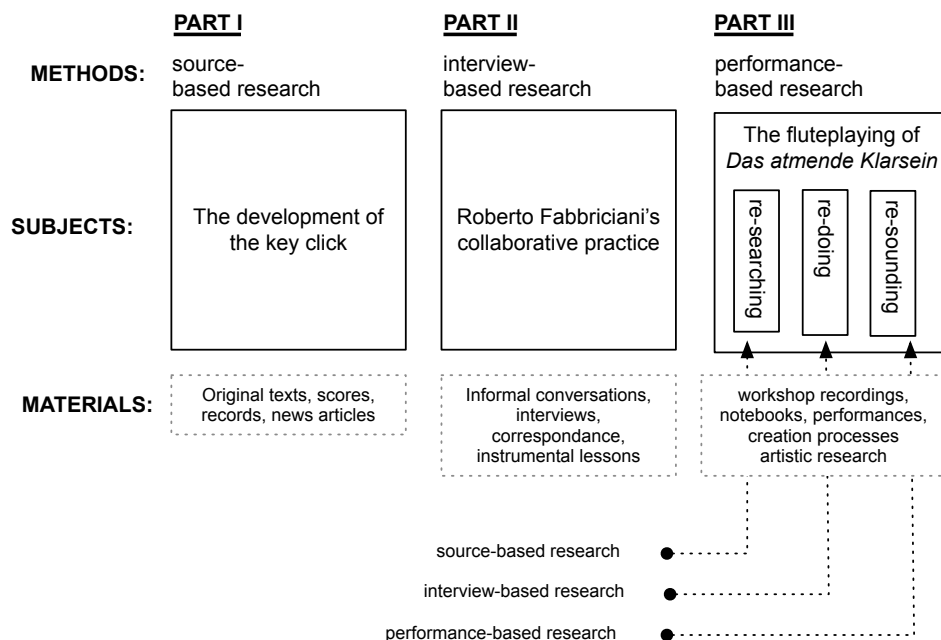 PART I
PART II
PART III
METHODS:
source-
based research
interview-
based research
performance-
based research
SUBJECTS:
The development of
the key click
Roberto Fabbriciani’s
collaborative practice
The fluteplaying of
Das atmende Klarsein
re-searching
re-doing
re-sounding
MATERIALS:
Original texts, scores,
records, news articles
Informal conversations,
interviews,
correspondance,
instrumental lessons
workshop recordings,
notebooks, performances,
creation processes
artistic research
source-based research
interview-based research
performance-based research